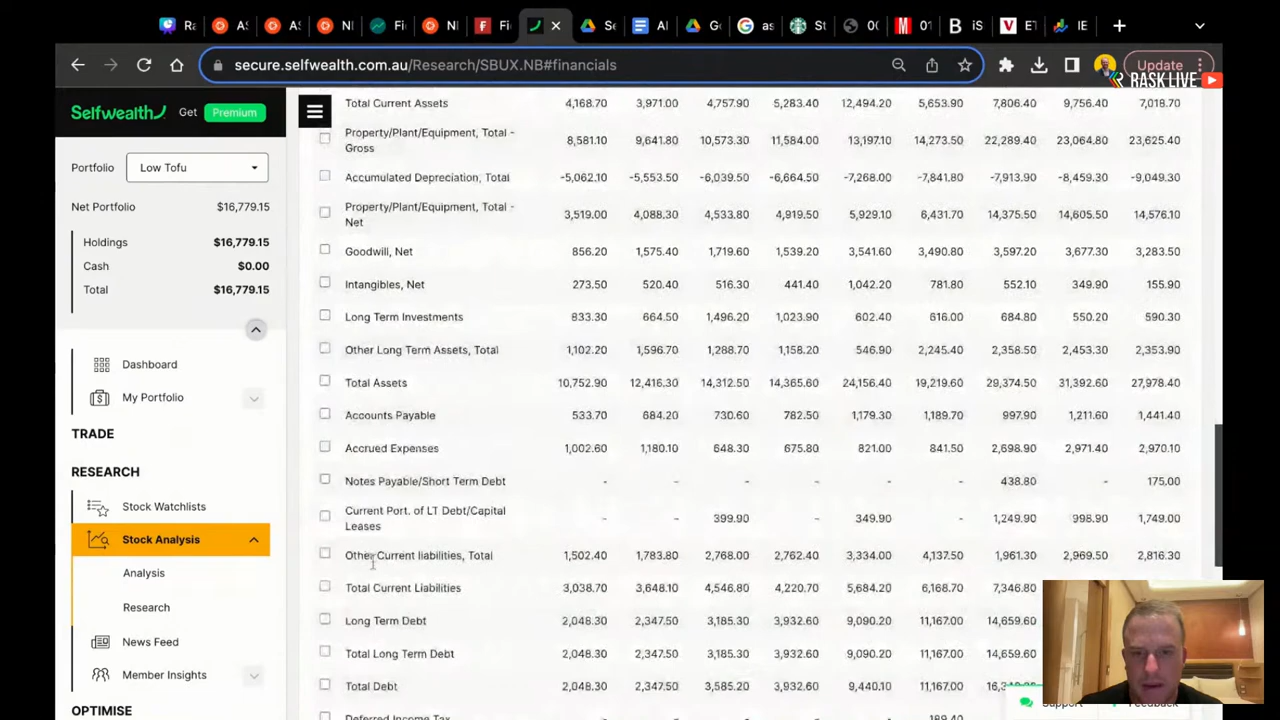 Ra
AS
AS
NI
Fi
NI
Fi
Se
Al
Go
as
St
00
01
iS
ET
IE
secure.selfwealth.com.au/Research/SBUX.NB#financials
Update
RASK LIVE
Selfwealth Get Premium
Portfolio Low Tofu
Net Portfolio $16,779.15
Holdings $16,779.15
Cash $0.00
Total $16,779.15
Dashboard
My Portfolio
TRADE
RESEARCH
Stock Watchlists
Stock Analysis
Analysis
Research
News Feed
Member Insights
OPTIMISE
Total Current Assets 4,168.70 3,971.00 4,757.90 5,283.40 12,494.20 5,653.90 7,806.40 9,756.40 7,018.70
Property/Plant/Equipment, Total -
Gross 8,581.10 9,641.80 10,573.30 11,584.00 13,197.10 14,273.50 22,289.40 23,064.80 23,625.40
Accumulated Depreciation, Total -5,062.10 -5,553.50 -6,039.50 -6,664.50 -7,268.00 -7,841.80 -7,913.90 -8,459.30 -9,049.30
Property/Plant/Equipment, Total -
Net 3,519.00 4,088.30 4,533.80 4,919.50 5,929.10 6,431.70 14,375.50 14,605.50 14,576.10
Goodwill, Net 856.20 1,575.40 1,719.60 1,539.20 3,541.60 3,490.80 3,597.20 3,677.30 3,283.50
Intangibles, Net 273.50 520.40 516.30 441.40 1,042.20 781.80 552.10 349.90 155.90
Long Term Investments 833.30 664.50 1,496.20 1,023.90 602.40 616.00 684.80 550.20 590.30
Other Long Term Assets, Total 1,102.20 1,596.70 1,288.70 1,158.20 546.90 2,245.40 2,358.50 2,453.30 2,353.90
Total Assets 10,752.90 12,416.30 14,312.50 14,365.60 24,156.40 19,219.60 29,374.50 31,392.60 27,978.40
Accounts Payable 533.70 684.20 730.60 782.50 1,179.30 1,189.70 997.90 1,211.60 1,441.40
Accrued Expenses 1,002.60 1,180.10 648.30 675.80 821.00 841.50 2,698.90 2,971.40 2,970.10
Notes Payable/Short Term Debt - - - - - - 438.80 - 175.00
Current Port. of LT Debt/Capital
Leases - - 399.90 - 349.90 - 1,249.90 998.90 1,749.00
Other Current liabilities, Total 1,502.40 1,783.80 2,768.00 2,762.40 3,334.00 4,137.50 1,961.30 2,969.50 2,816.30
Total Current Liabilities 3,038.70 3,648.10 4,546.80 4,220.70 5,684.20 6,168.70 7,346.80
Long Term Debt 2,048.30 2,347.50 3,185.30 3,932.60 9,090.20 11,167.00 14,659.60
Total Long Term Debt 2,048.30 2,347.50 3,185.30 3,932.60 9,090.20 11,167.00 14,659.60
Total Debt 2,048.30 2,347.50 3,585.20 3,932.60 9,440.10 11,167.00
Deferred Income Tax - - - - -
Support
Feedback